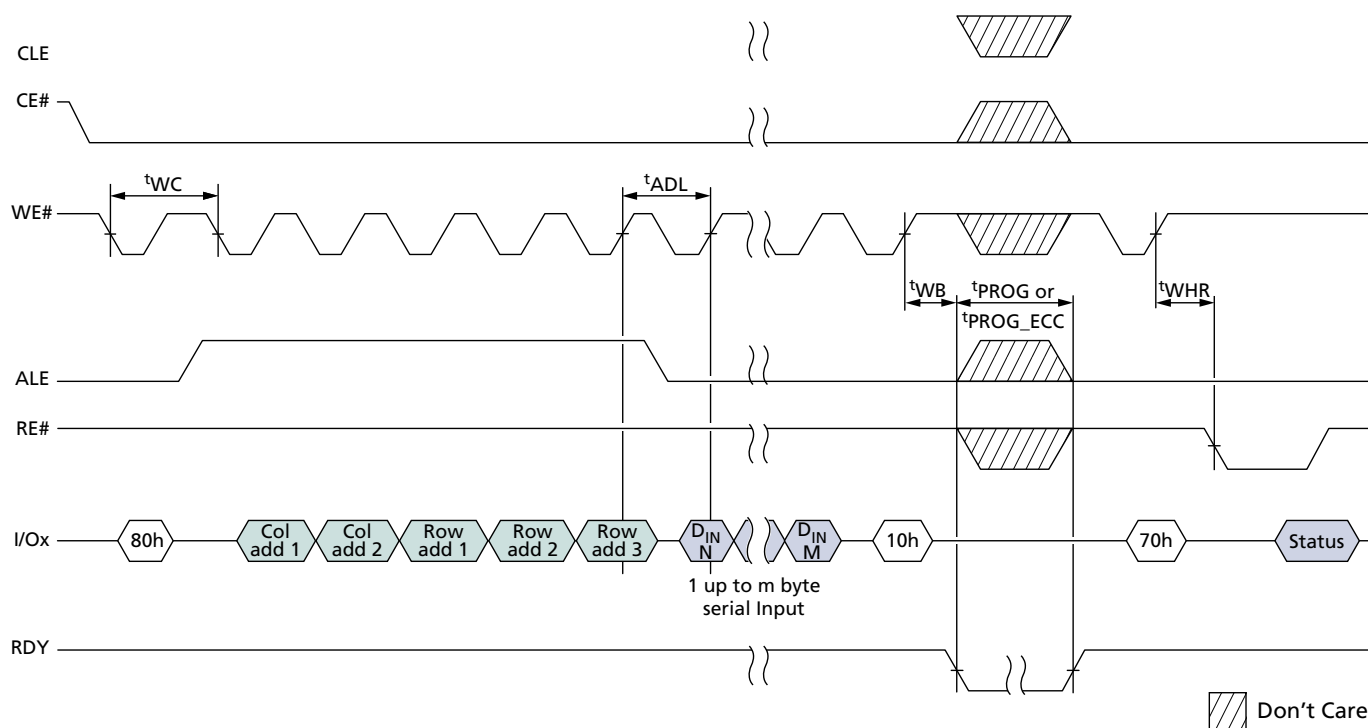 CLE
CE#
tWC
tADL
WE#
tWB
tPROG or
tPROG_ECC
tWHR
ALE
RE#
I/Ox
80h
Col
add 1
Col
add 2
Row
add 1
Row
add 2
Row
add 3
DIN
N
DIN
M
10h
70h
Status
1 up to m byte
serial Input
RDY
Don't Care